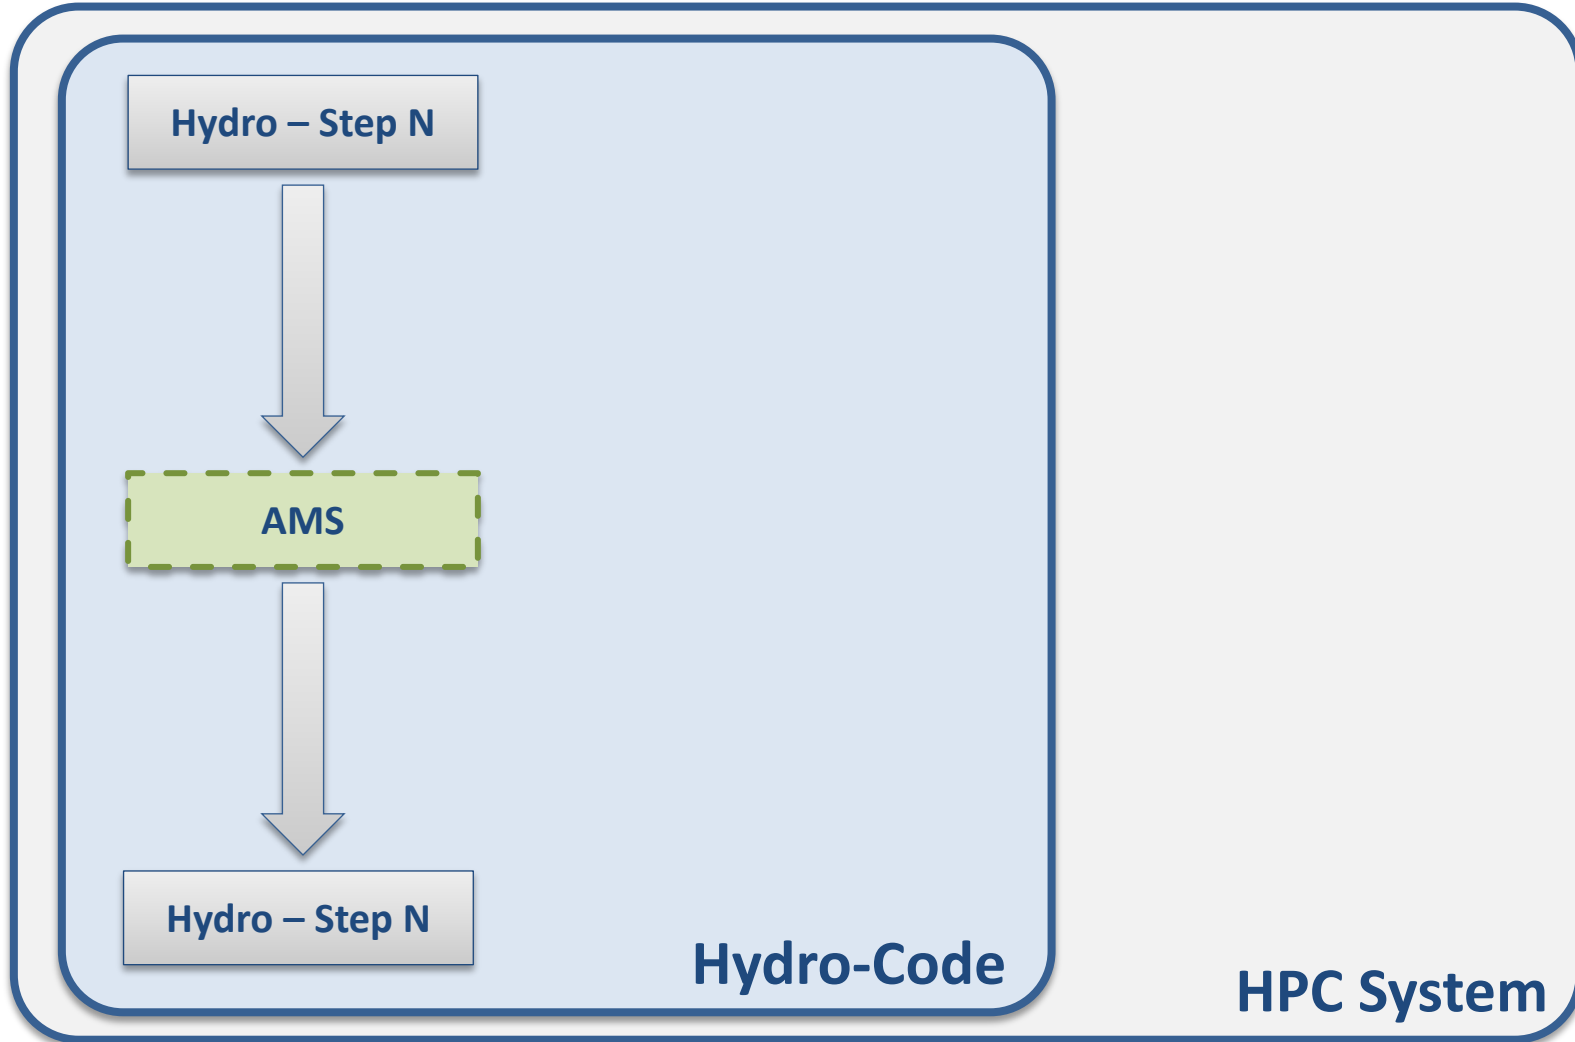 Hydro – Step N
AMS
Hydro – Step N
Hydro-Code
HPC System